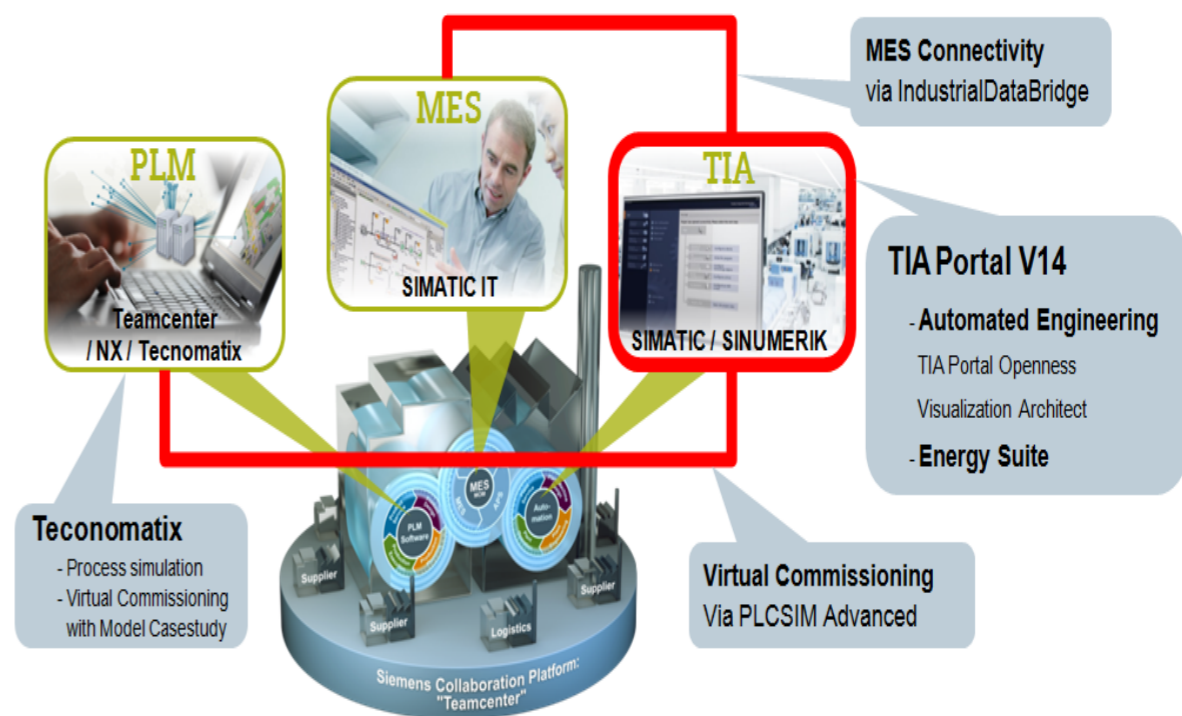 MES Connectivity
via IndustrialDataBridge
MES
SIMATIC IT
PLM
Teamcenter
/ NX / Tecnomatix
TIA
SIMATIC / SINUMERIK
TIA Portal V14
- Automated Engineering
TIA Portal Openness
Visualization Architect
- Energy Suite
Teconomatix
- Process simulation
- Virtual Commissioning
with Model Casestudy
Virtual Commissioning
Via PLCSIM Advanced
MES
MES
APS
PLM
Software
Auto-
mation
Supplier
Supplier
Logistics
Supplier
Siemens Collaboration Platform:
"Teamcenter"